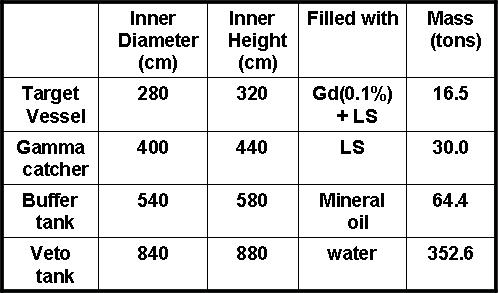 Inner Diameter (cm) Inner Height (cm) Filled with Mass (tons)
Target Vessel 280 320 Gd(0.1%) + LS 16.5
Gamma catcher 400 440 LS 30.0
Buffer tank 540 580 Mineral oil 64.4
Veto tank 840 880 water 352.6